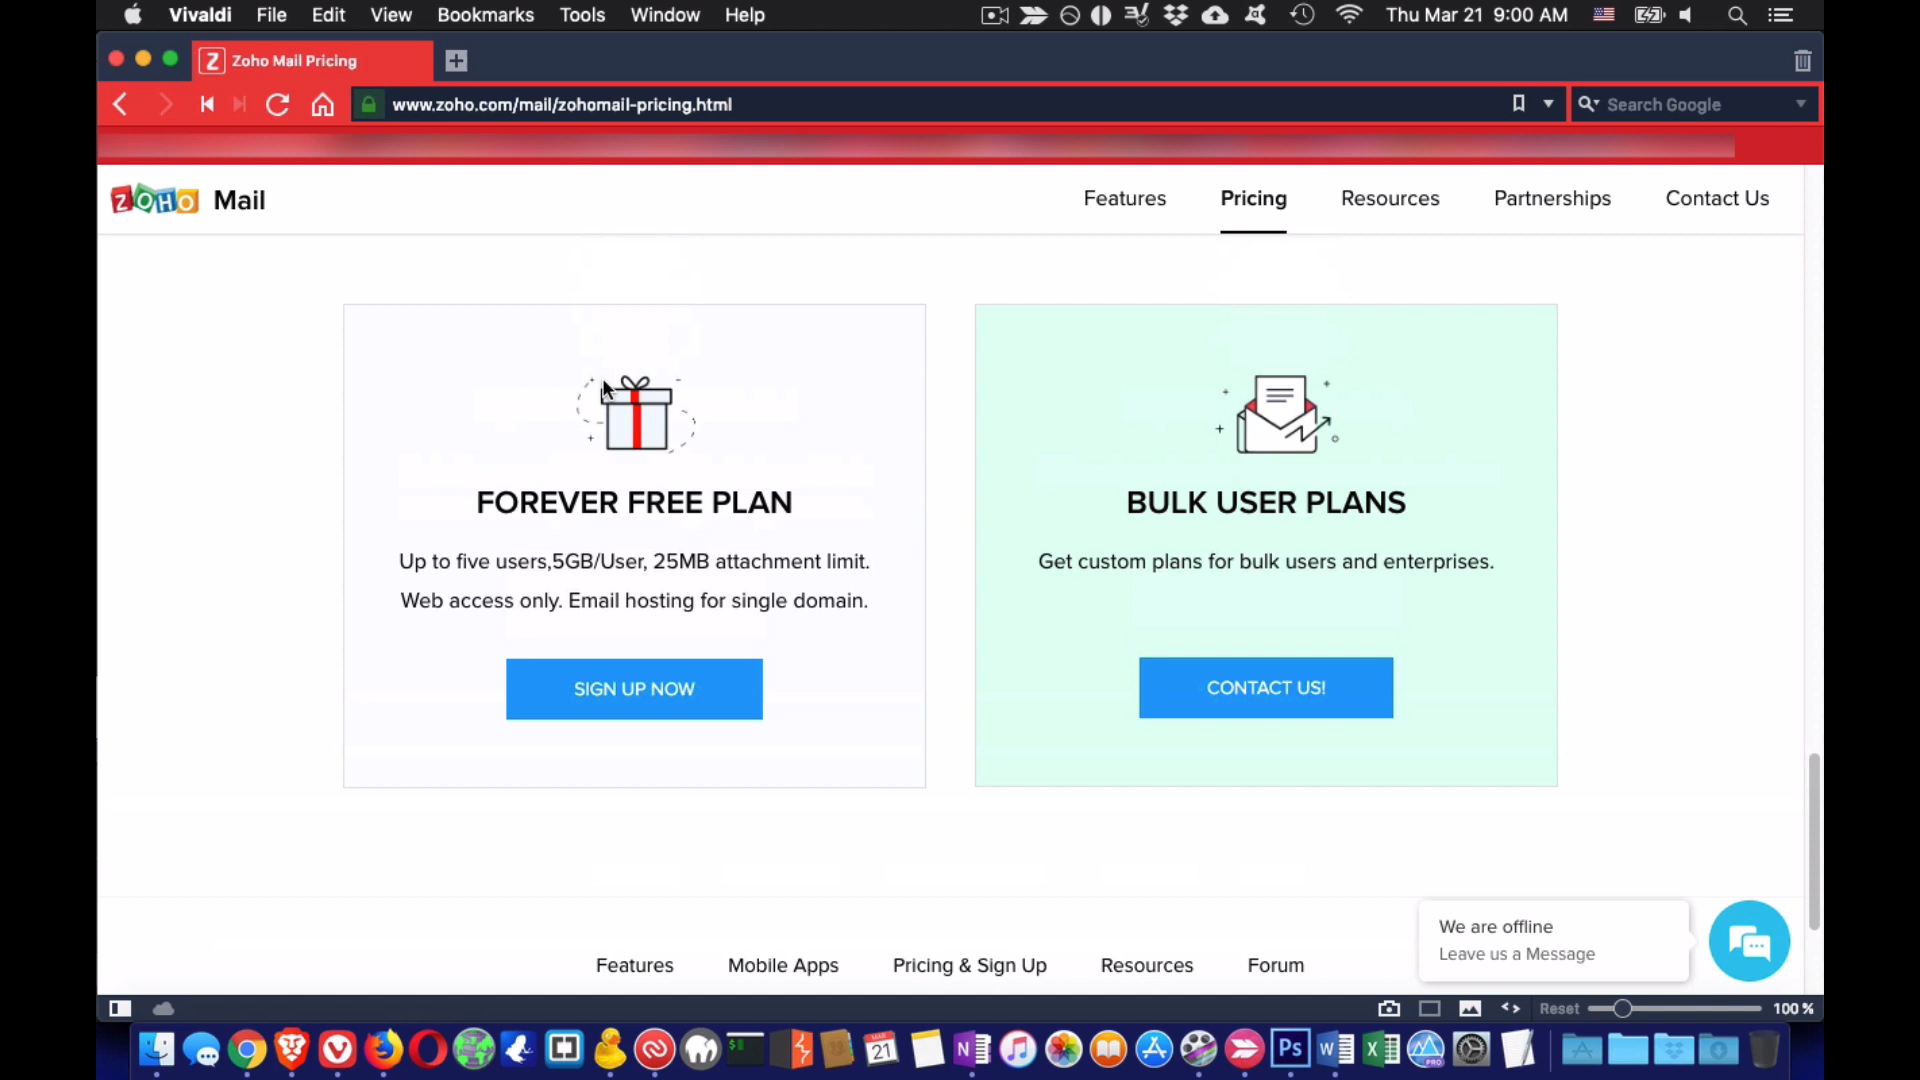 Vivaldi File Edit View Bookmarks Tools Window Help Thu Mar 21 9:00 AM
Z Zoho Mail Pricing
www.zoho.com/mail/zohomail-pricing.html Search Google
ZOHO Mail Features Pricing Resources Partnerships Contact Us
FOREVER FREE PLAN
Up to five users,5GB/User, 25MB attachment limit.
Web access only. Email hosting for single domain.
SIGN UP NOW
BULK USER PLANS
Get custom plans for bulk users and enterprises.
CONTACT US!
We are offline
Leave us a Message
Features Mobile Apps Pricing & Sign Up Resources Forum
Reset 100 %
MAR
21
N
Ps
W
X
PRO